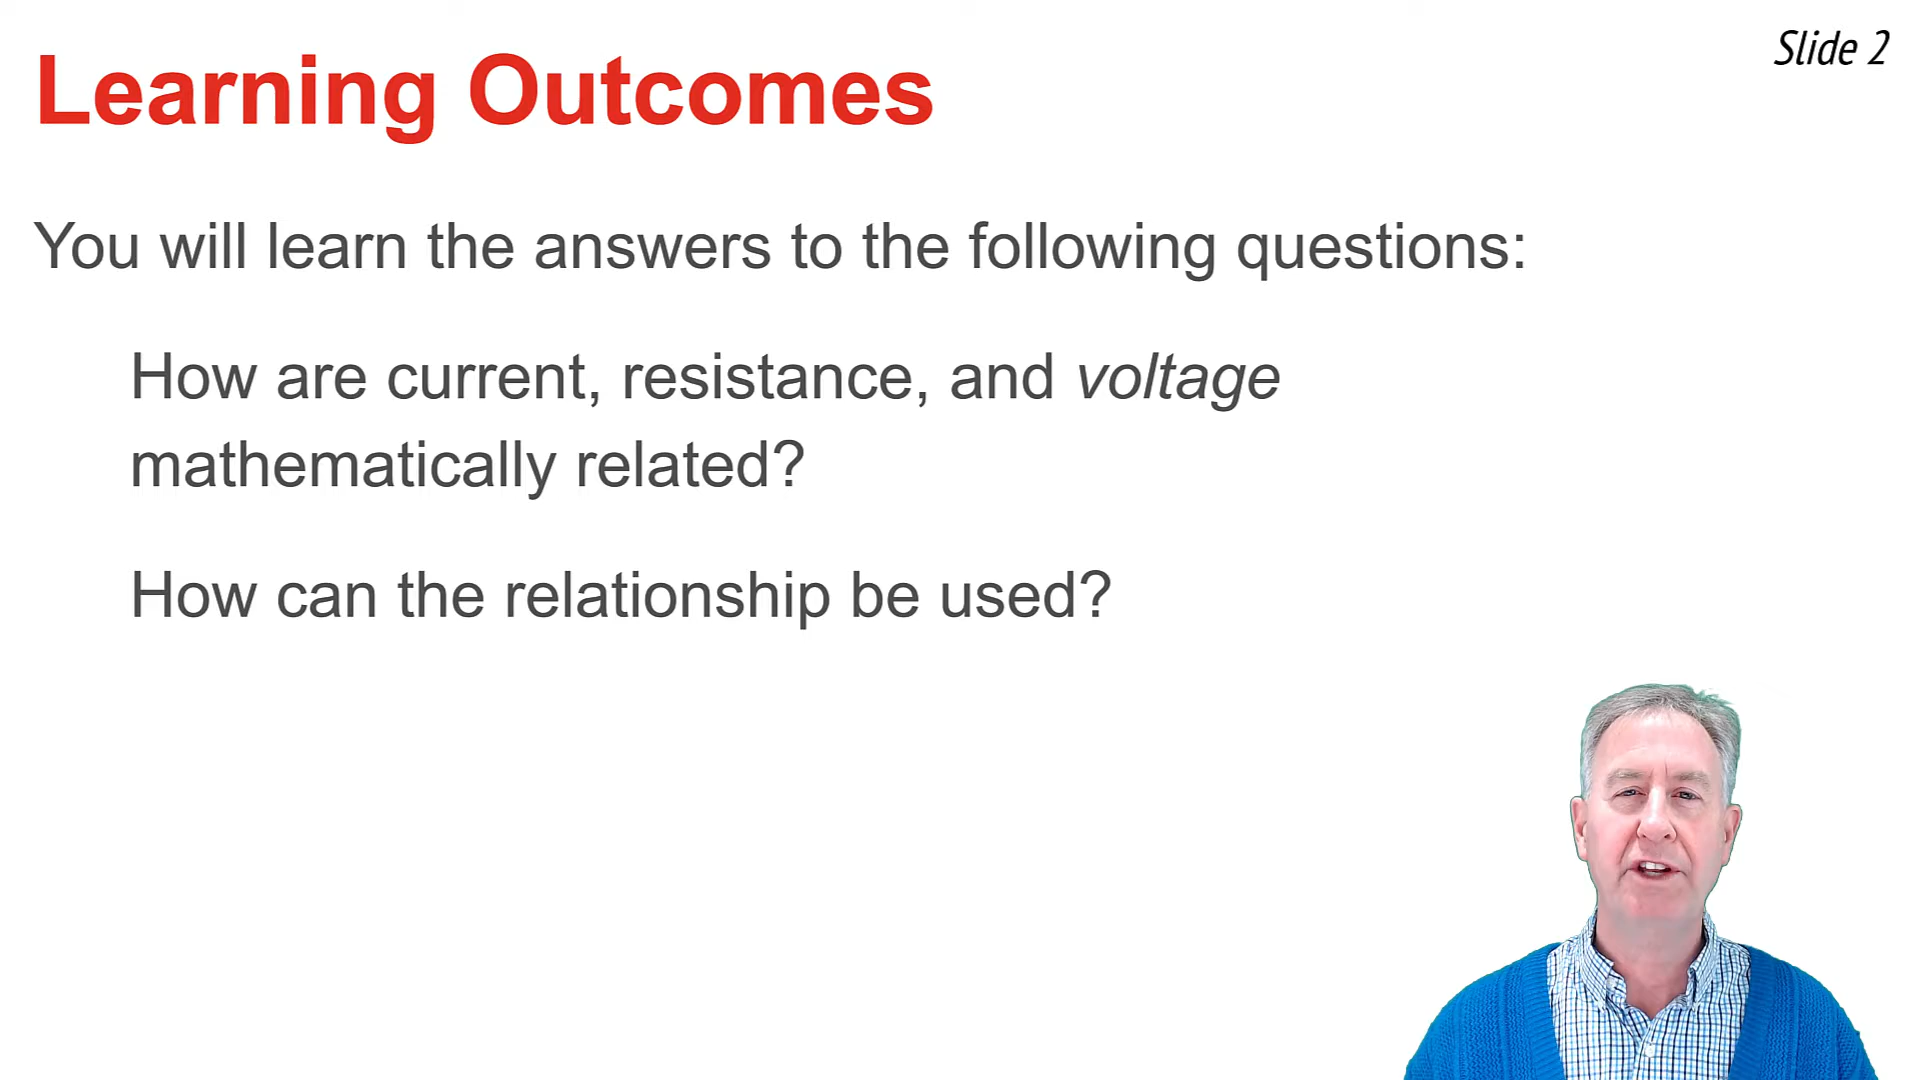 Slide 2
Learning Outcomes
You will learn the answers to the following questions:
How are current, resistance, and voltage
mathematically related?
How can the relationship be used?